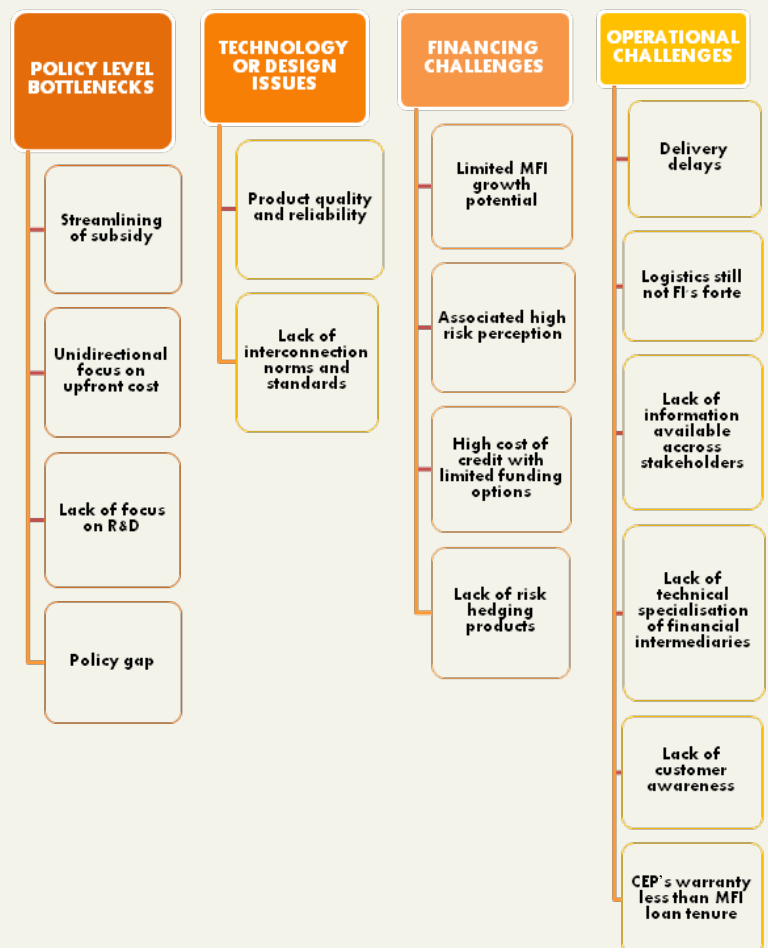 POLICY LEVEL
BOTTLENECKS
Streamlining
of subsidy
Unidirectional
focus on
upfront cost
Lack of focus
on R&D
Policy gap
TECHNOLOGY
OR DESIGN
ISSUES
Product quality
and reliability
Lack of
interconnection
norms and
standards
FINANCING
CHALLENGES
Limited MFI
growth
potential
Associated high
risk perception
High cost of
credit with
limited funding
options
Lack of risk
hedging
products
OPERATIONAL
CHALLENGES
Delivery
delays
Logistics still
not FI's forte
Lack of
information
available
accross
stakeholders
Lack of
technical
specialisation
of financial
intermediaries
Lack of
customer
awareness
CEP's warranty
less than MFI
loan tenure